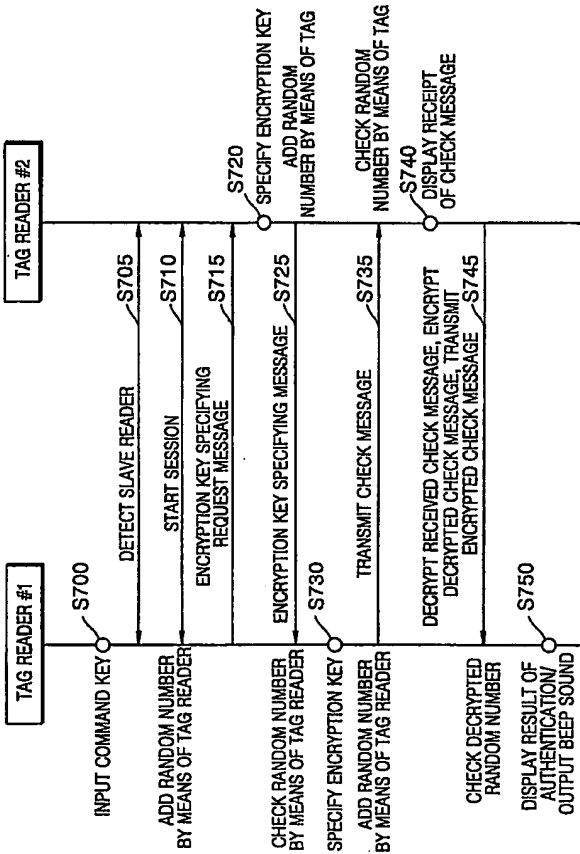 TAG READER #1
TAG READER #2
INPUT COMMAND KEY
S700
DETECT SLAVE READER
S705
START SESSION
S710
ADD RANDOM NUMBER
BY MEANS OF TAG READER
ENCRYPTION KEY SPECIFYING
REQUEST MESSAGE
S715
S720
SPECIFY ENCRYPTION KEY
ADD RANDOM
NUMBER BY MEANS OF TAG
ENCRYPTION KEY SPECIFYING MESSAGE
S725
CHECK RANDOM NUMBER
BY MEANS OF TAG READER
S730
SPECIFY ENCRYPTION KEY
ADD RANDOM NUMBER
BY MEANS OF TAG READER
TRANSMIT CHECK MESSAGE
S735
CHECK RANDOM
NUMBER BY MEANS OF TAG
S740
DISPLAY RECEIPT
OF CHECK MESSAGE
DECRYPT RECEIVED CHECK MESSAGE, ENCRYPT
DECRYPTED CHECK MESSAGE, TRANSMIT
ENCRYPTED CHECK MESSAGE
S745
CHECK DECRYPTED
RANDOM NUMBER
S750
DISPLAY RESULT OF
AUTHENTICATION/
OUTPUT BEEP SOUND